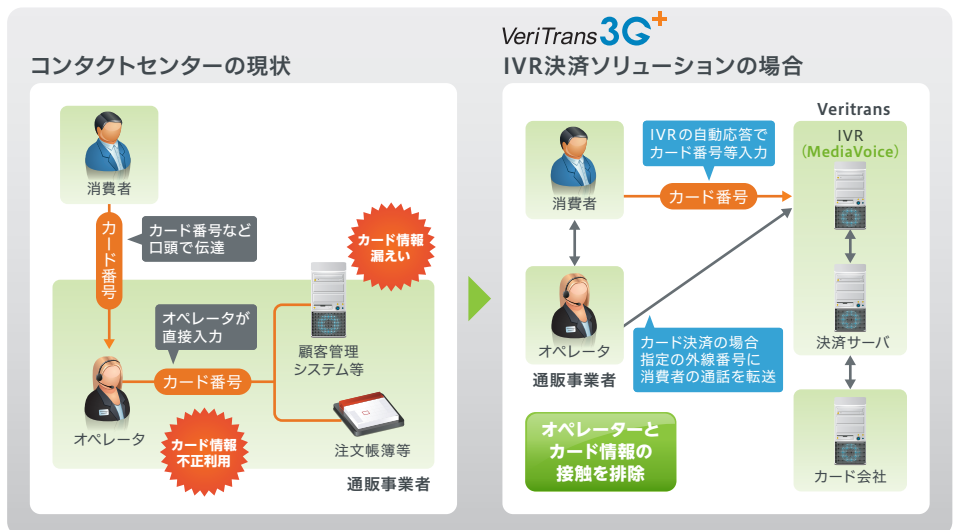 コンタクトセンターの現状
消費者
カード番号
カード番号など
口頭で伝達
カード情報
漏えい
オペレータが
直接入力
カード番号
顧客管理
システム等
オペレータ
カード情報
不正利用
注文帳簿等
通販事業者
VeriTrans 3G+
IVR決済ソリューションの場合
Veritrans
消費者
IVRの自動応答で
カード番号等入力
カード番号
IVR
(MediaVoice)
オペレータ
通販事業者
カード決済の場合
指定の外線番号に
消費者の通話を転送
決済サーバ
オペレーターと
カード情報の
接触を排除
カード会社